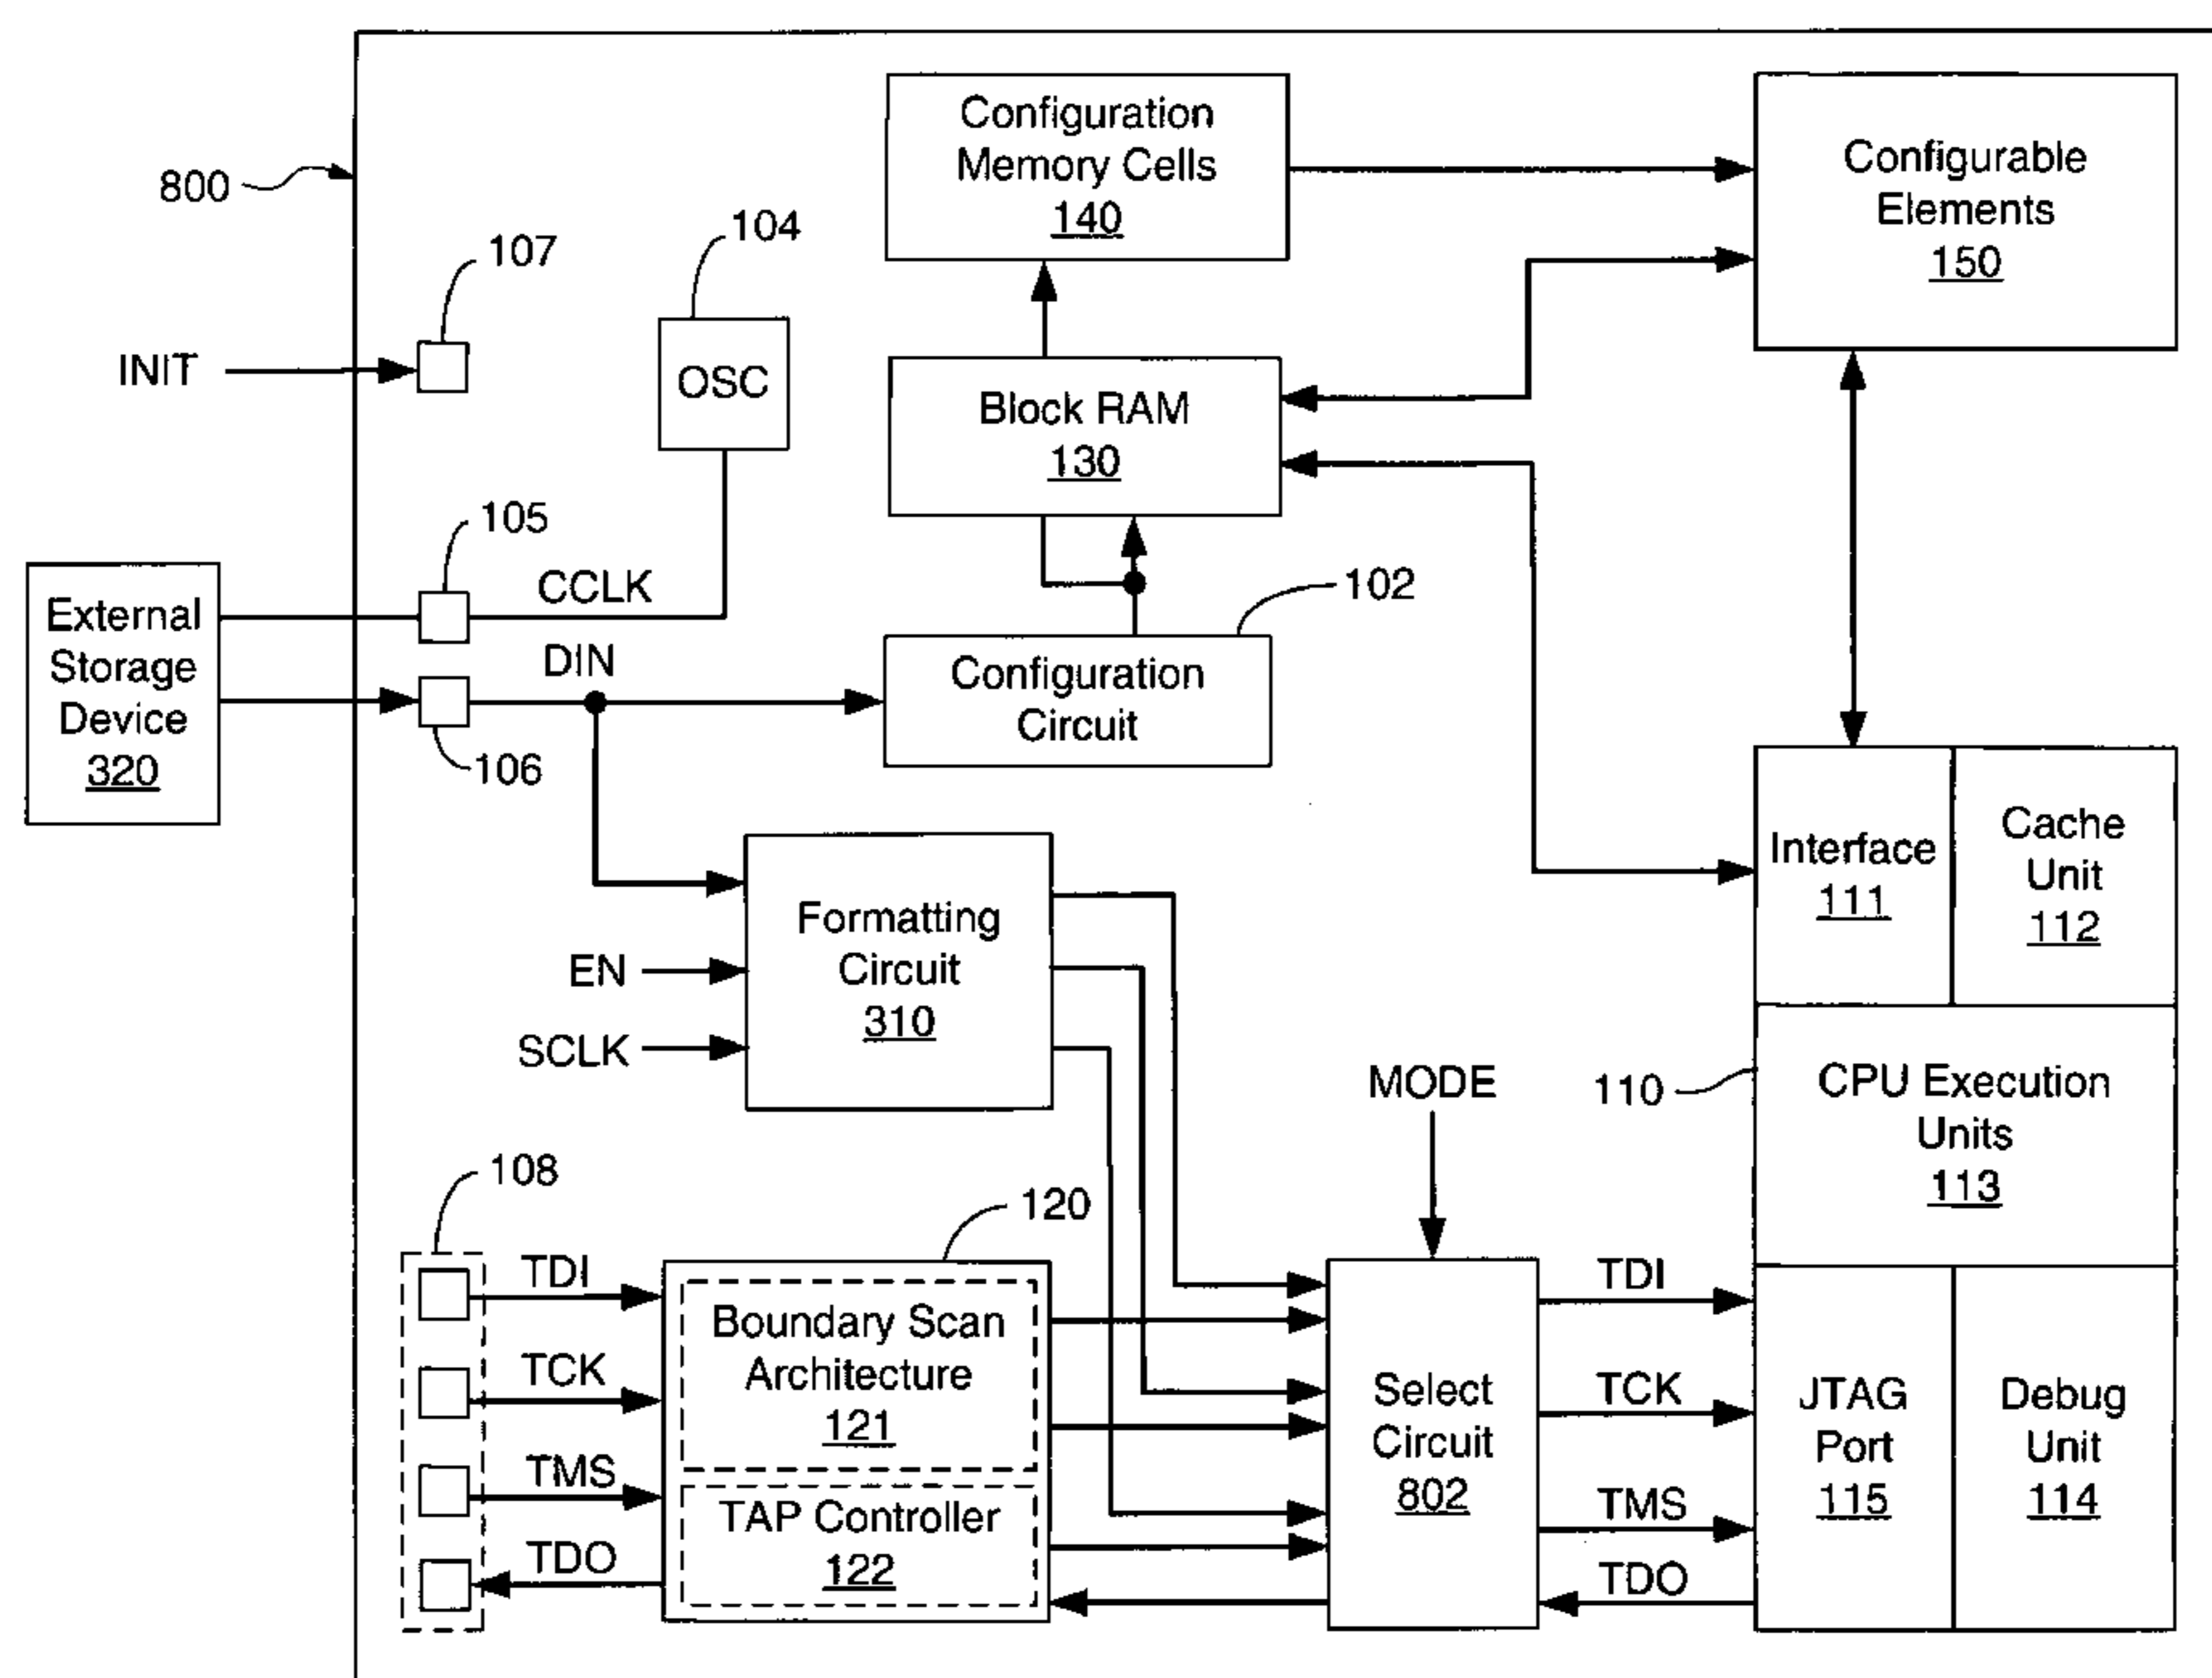 Configuration
Memory Cells
140
Configurable
Elements
150
800
107
104
INIT
OSC
Block RAM
130
105
CCLK
102
External
Storage
Device
320
DIN
106
Configuration
Circuit
Interface
111
Cache
Unit
112
Formatting
Circuit
310
EN
SCLK
MODE
110
CPU Execution
Units
113
108
120
TDI
TCK
TMS
TDO
Boundary Scan
Architecture
121
TAP Controller
122
Select
Circuit
802
TDI
TCK
TMS
TDO
JTAG
Port
115
Debug
Unit
114